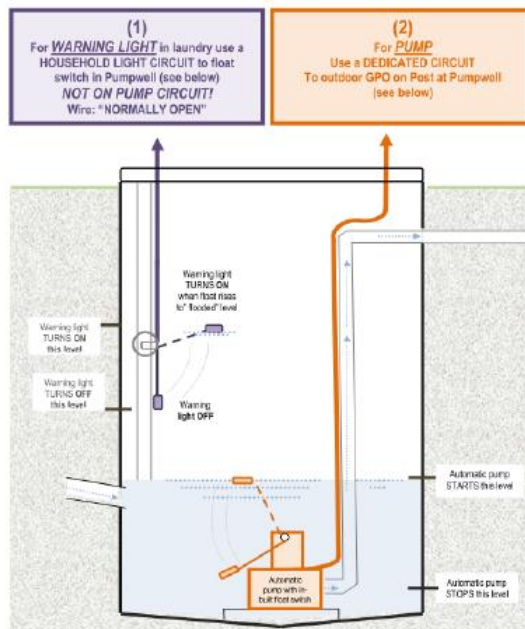 (1)
For WARNING LIGHT in laundry use a
HOUSEHOLD LIGHT CIRCUIT to float
switch in Pumpwell (see below)
NOT ON PUMP CIRCUIT!
Wire: “NORMALLY OPEN”
(2)
For PUMP
Use a DEDICATED CIRCUIT
To outdoor GPO on Post at Pumpwell
(see below)
Warning light
TURNS ON
when float rises
to “flooded” level
Warning light
TURNS ON
this level
Warning light
TURNS OFF
this level
Warning
light OFF
Automatic pump
STARTS this level
Automatic
pump with in-
built float switch
Automatic pump
STOPS this level